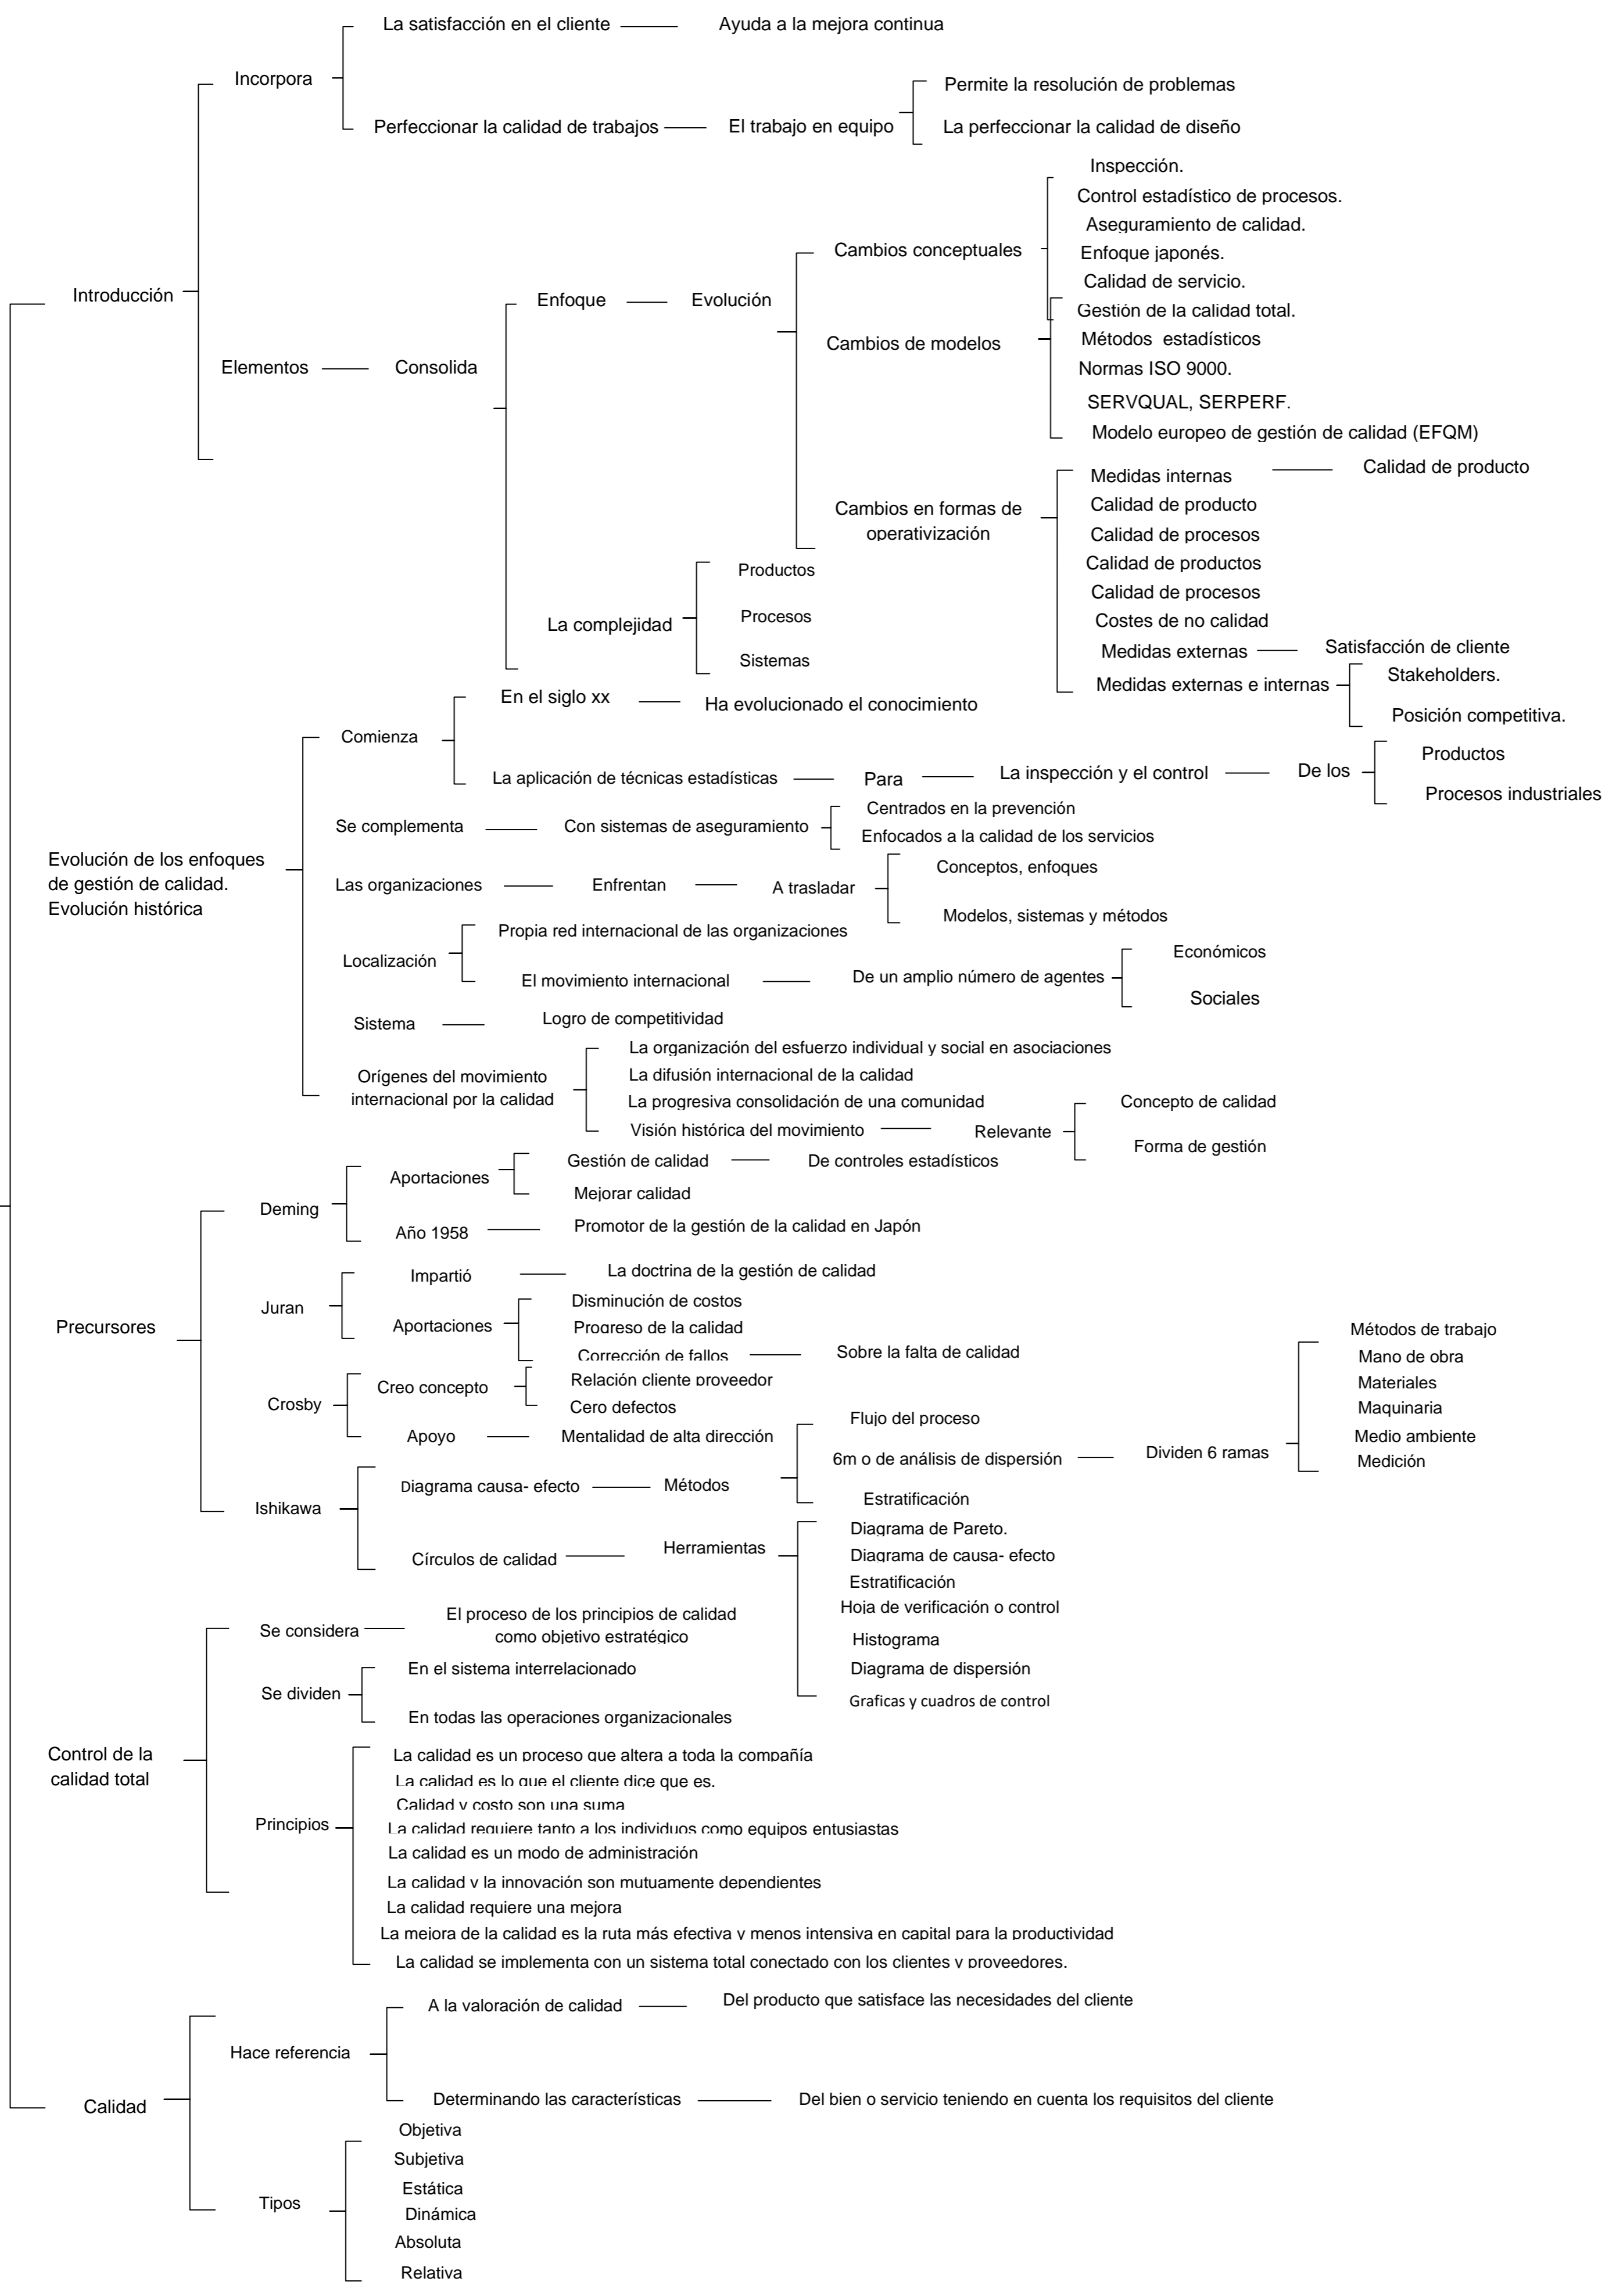 La satisfacción en el cliente
Ayuda a la mejora continua
Incorpora
Permite la resolución de problemas
Perfeccionar la calidad de trabajos
El trabajo en equipo
La perfeccionar la calidad de diseño
Introducción
Elementos
Consolida
Enfoque
Evolución
Cambios conceptuales
Inspección.
Control estadístico de procesos.
Aseguramiento de calidad.
Enfoque japonés.
Calidad de servicio.
Gestión de la calidad total.
Cambios de modelos
Métodos estadísticos
Normas ISO 9000.
SERVQUAL, SERPERF.
Modelo europeo de gestión de calidad (EFQM)
Cambios en formas de
operativización
Medidas internas
Calidad de producto
Calidad de producto
Calidad de procesos
Calidad de productos
Calidad de procesos
Costes de no calidad
Medidas externas
Satisfacción de cliente
Medidas externas e internas
Stakeholders.
Posición competitiva.
La complejidad
Productos
Procesos
Sistemas
Evolución de los enfoques
de gestión de calidad.
Evolución histórica
Comienza
En el siglo xx
Ha evolucionado el conocimiento
La aplicación de técnicas estadísticas
Para
La inspección y el control
De los
Productos
Procesos industriales
Se complementa
Con sistemas de aseguramiento
Centrados en la prevención
Enfocados a la calidad de los servicios
Las organizaciones
Enfrentan
A trasladar
Conceptos, enfoques
Modelos, sistemas y métodos
Localización
Propia red internacional de las organizaciones
El movimiento internacional
De un amplio número de agentes
Económicos
Sociales
Sistema
Logro de competitividad
Orígenes del movimiento
internacional por la calidad
La organización del esfuerzo individual y social en asociaciones
La difusión internacional de la calidad
La progresiva consolidación de una comunidad
Visión histórica del movimiento
Relevante
Concepto de calidad
Forma de gestión
Precursores
Deming
Aportaciones
Gestión de calidad
De controles estadísticos
Mejorar calidad
Año 1958
Promotor de la gestión de la calidad en Japón
Juran
Impartió
La doctrina de la gestión de calidad
Aportaciones
Disminución de costos
Progreso de la calidad
Corrección de fallos
Sobre la falta de calidad
Crosby
Creo concepto
Relación cliente proveedor
Cero defectos
Apoyo
Mentalidad de alta dirección
Ishikawa
Diagrama causa- efecto
Métodos
Flujo del proceso
6m o de análisis de dispersión
Dividen 6 ramas
Métodos de trabajo
Mano de obra
Materiales
Maquinaria
Medio ambiente
Medición
Estratificación
Círculos de calidad
Herramientas
Diagrama de Pareto.
Diagrama de causa- efecto
Estratificación
Hoja de verificación o control
Histograma
Diagrama de dispersión
Graficas y cuadros de control
Control de la
calidad total
Se considera
El proceso de los principios de calidad
como objetivo estratégico
Se dividen
En el sistema interrelacionado
En todas las operaciones organizacionales
Principios
La calidad es un proceso que altera a toda la compañía
La calidad es lo que el cliente dice que es.
Calidad y costo son una suma
La calidad requiere tanto a los individuos como equipos entusiastas
La calidad es un modo de administración
La calidad y la innovación son mutuamente dependientes
La calidad requiere una mejora
La mejora de la calidad es la ruta más efectiva y menos intensiva en capital para la productividad
La calidad se implementa con un sistema total conectado con los clientes y proveedores.
Calidad
Hace referencia
A la valoración de calidad
Del producto que satisface las necesidades del cliente
Determinando las características
Del bien o servicio teniendo en cuenta los requisitos del cliente
Tipos
Objetiva
Subjetiva
Estática
Dinámica
Absoluta
Relativa